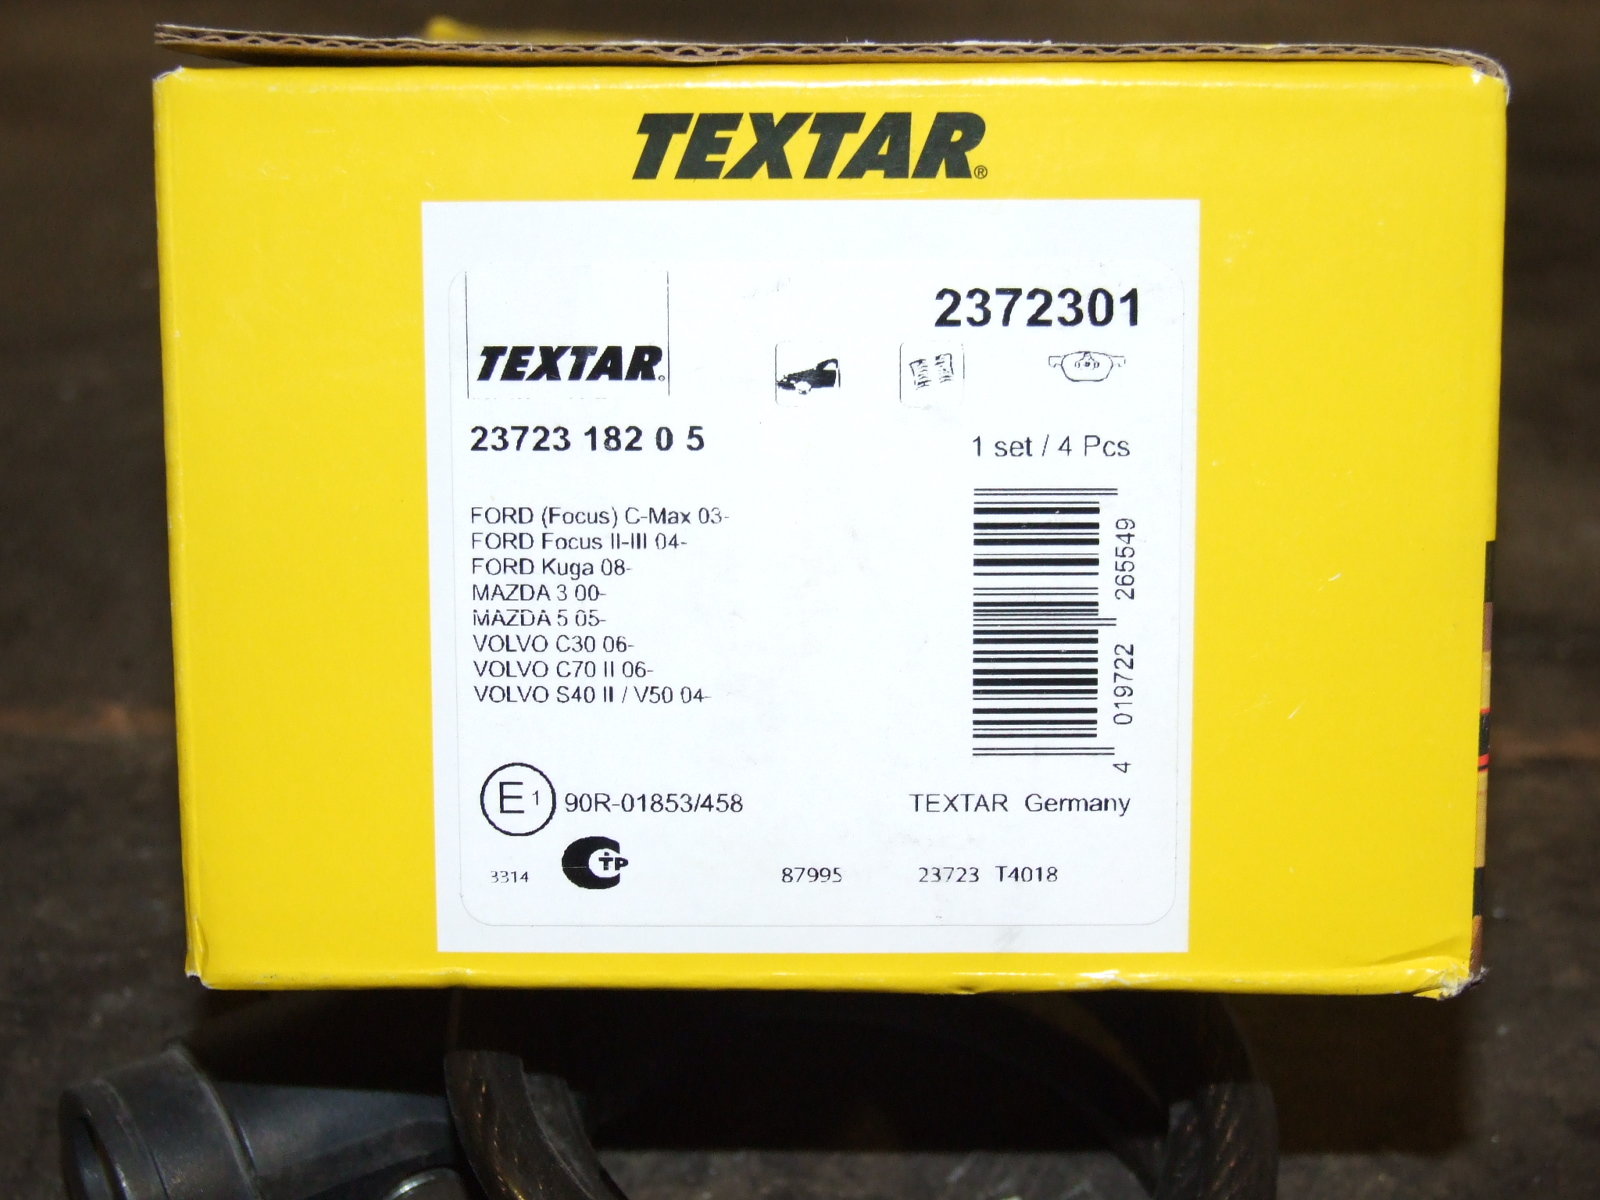 TEXTAR®
2372301
TEXTAR®
23723 182 0 5
1 set / 4 Pcs
FORD (Focus) C-Max 03-
FORD Focus II-III 04-
FORD Kuga 08-
MAZDA 3 00-
MAZDA 5 05-
VOLVO C30 06-
VOLVO C70 II 06-
VOLVO S40 II / V50 04-
4 019722 265549
E1 90R-01853/458
TEXTAR Germany
3314
CTP
87995
23723 T4018